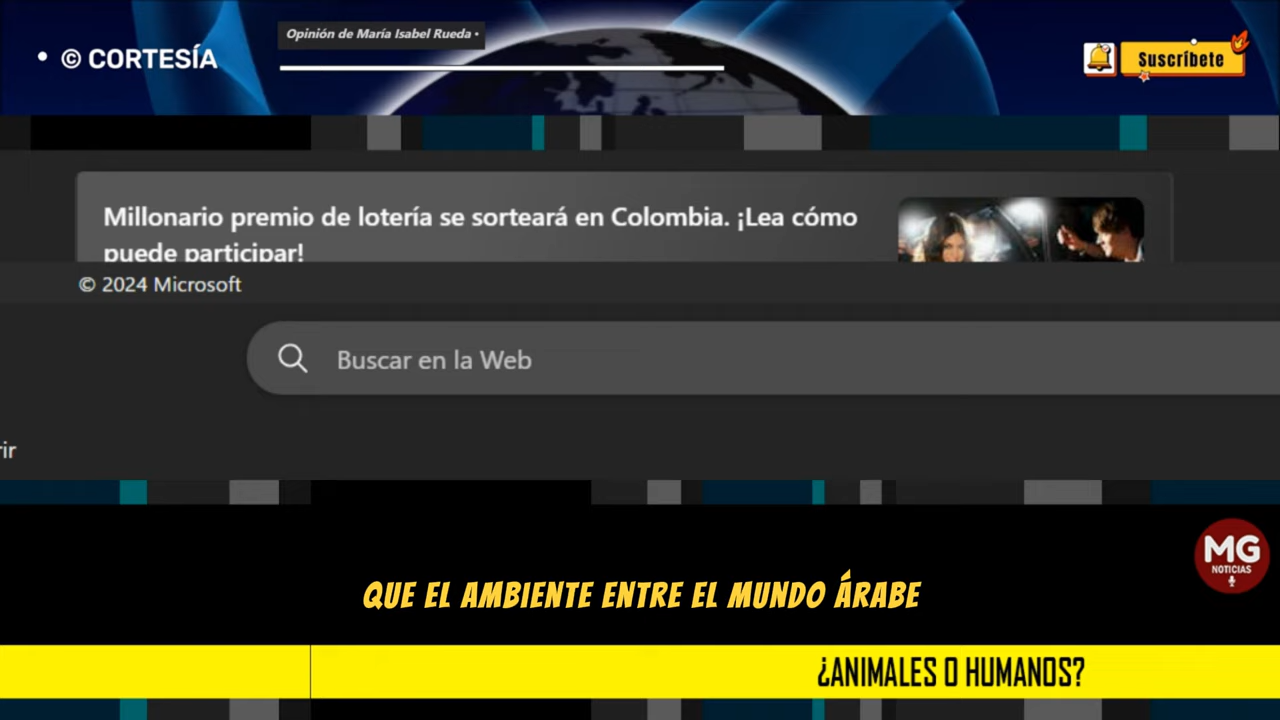 Opinión de María Isabel Rueda •
• © CORTESÍA
Suscríbete
Millonario premio de lotería se sorteará en Colombia. ¡Lea cómo
puede participar!
© 2024 Microsoft
Buscar en la Web
rir
MG
NOTICIAS
QUE EL AMBIENTE ENTRE EL MUNDO ÁRABE
¿ANIMALES O HUMANOS?